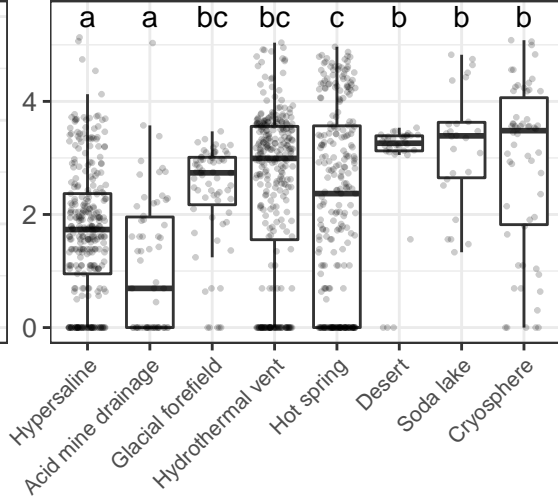 a a bc bc c b b b
4
2
0
Hypersaline
Acid mine drainage
Glacial forefield
Hydrothermal vent
Hot spring
Desert
Soda lake
Cryosphere